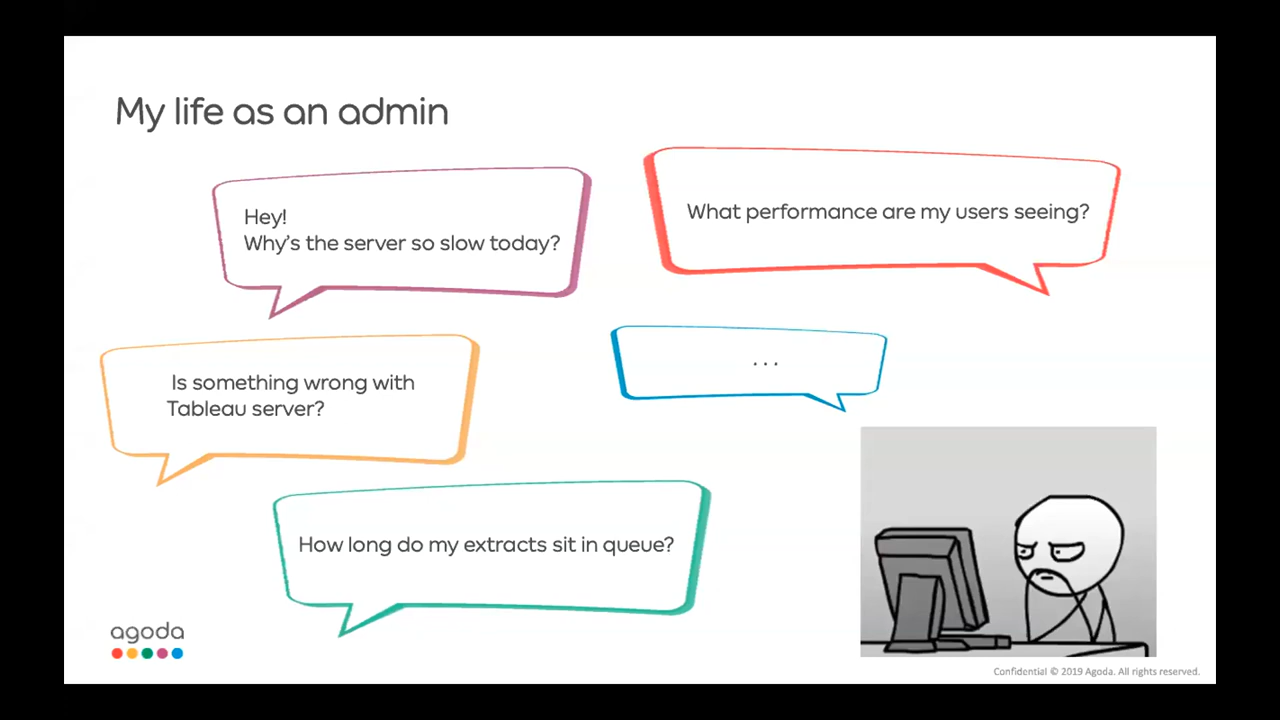 My life as an admin
Hey!
Why's the server so slow today?
What performance are my users seeing?
Is something wrong with
Tableau server?
...
How long do my extracts sit in queue?
agoda
Confidential © 2019 Agoda. All rights reserved.